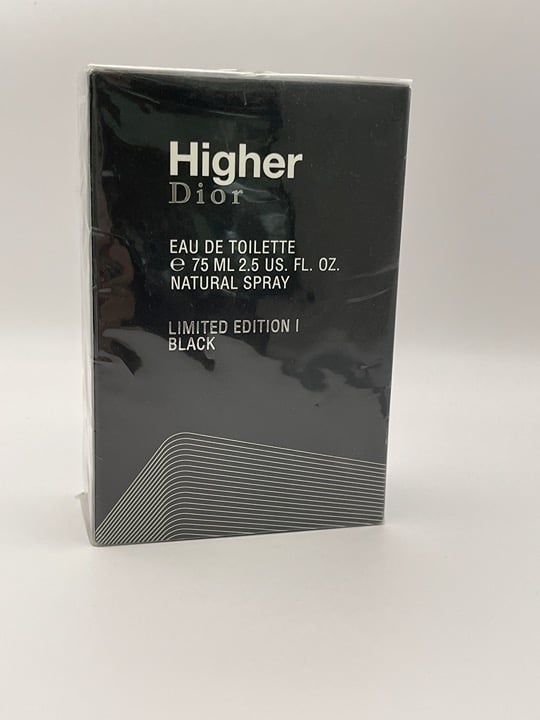 Higher
Dior
EAU DE TOILETTE
℮ 75 ML 2.5 US. FL. OZ.
NATURAL SPRAY
LIMITED EDITION I
BLACK